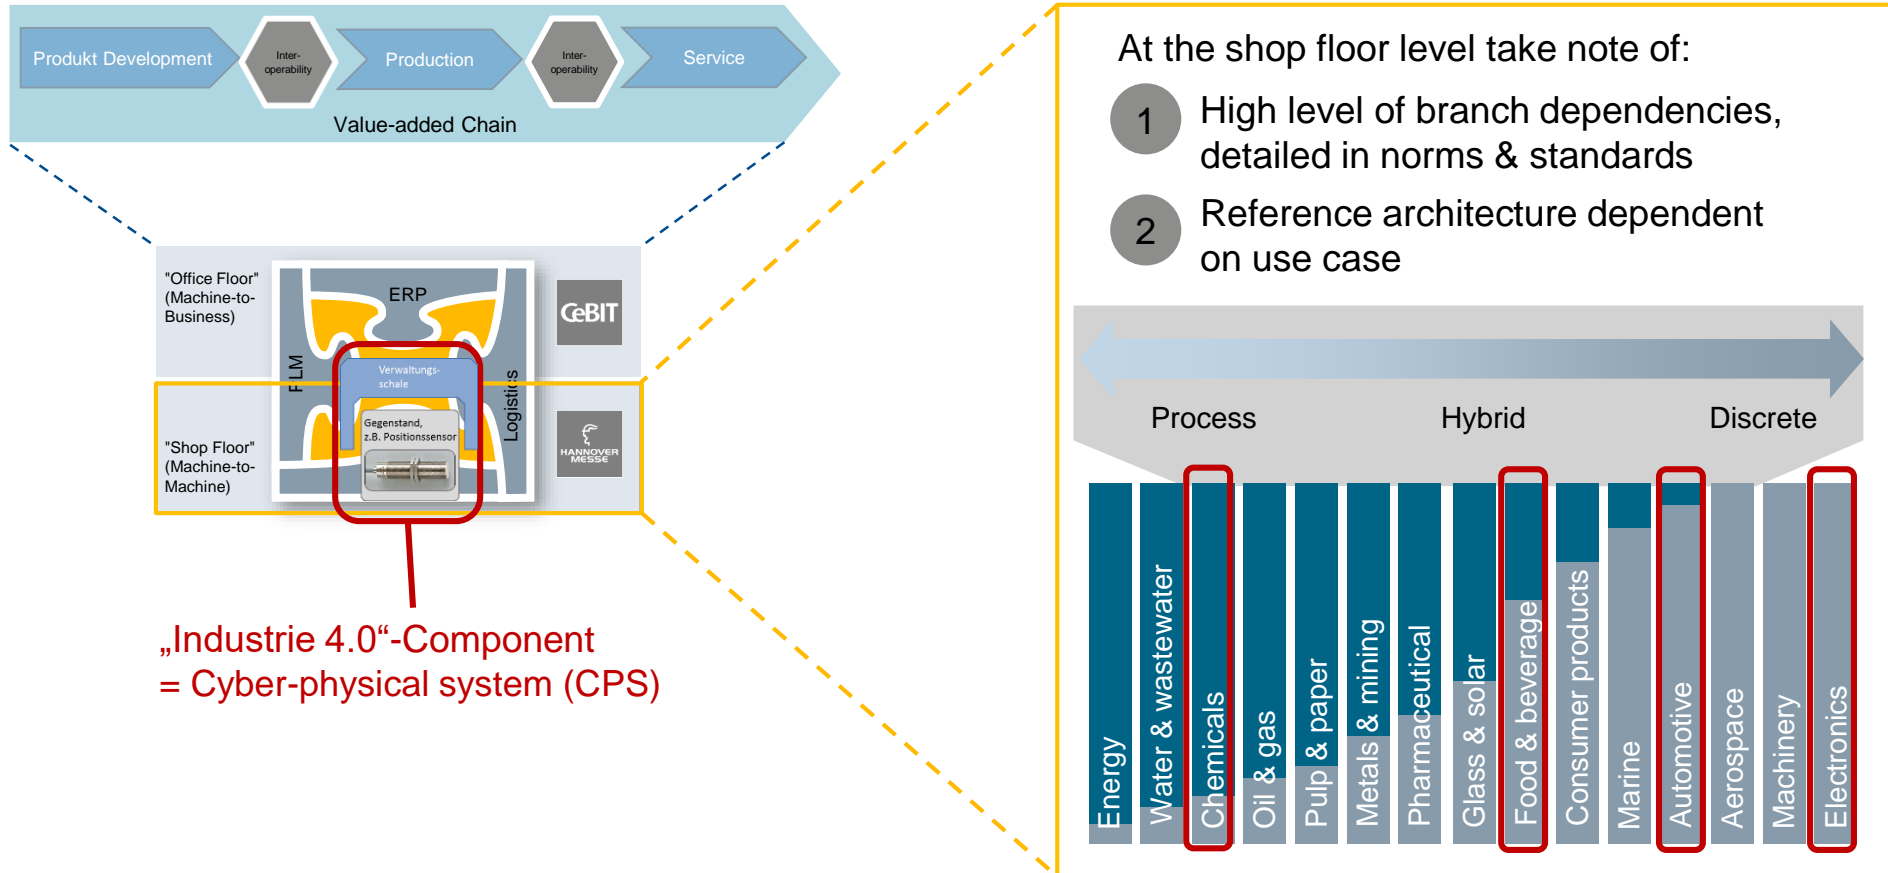 Produkt Development
Inter-
operability
Production
Inter-
operability
Service
Value-added Chain
"Office Floor"
(Machine-to-
Business)
ERP
CeBIT
PLM
Verwaltungs-
schale
Logistics
"Shop Floor"
(Machine-to-
Machine)
Gegenstand,
z.B. Positionssensor
HANNOVER
MESSE
„Industrie 4.0“-Component
= Cyber-physical system (CPS)
At the shop floor level take note of:
1
High level of branch dependencies,
detailed in norms & standards
2
Reference architecture dependent
on use case
Process
Hybrid
Discrete
Energy
Water & wastewater
Chemicals
Oil & gas
Pulp & paper
Metals & mining
Pharmaceutical
Glass & solar
Food & beverage
Consumer products
Marine
Automotive
Aerospace
Machinery
Electronics